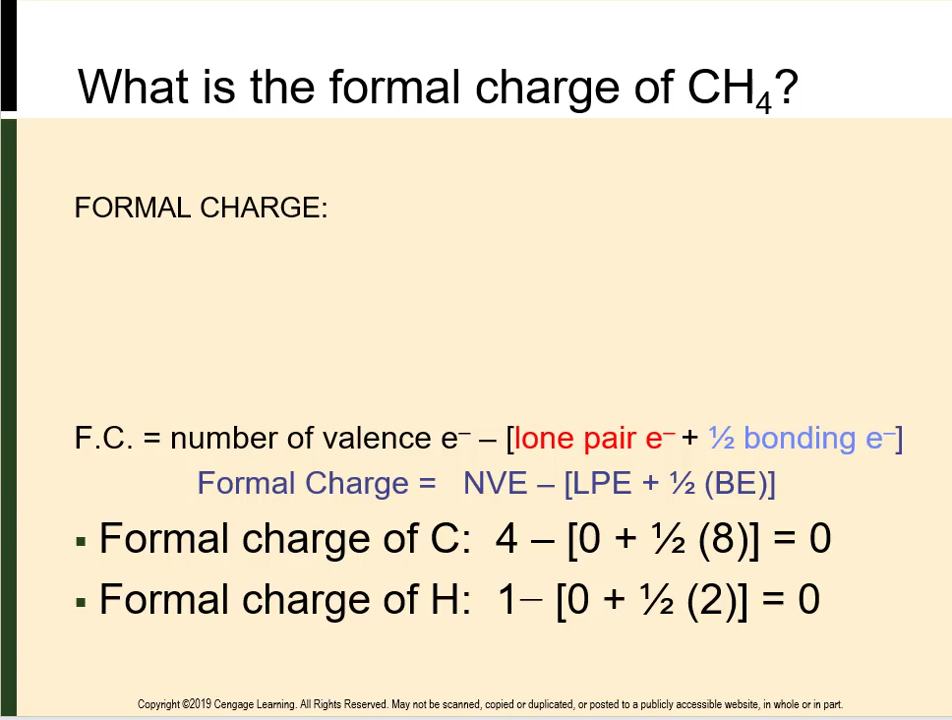 What is the formal charge of CH₄?
FORMAL CHARGE:
F.C. = number of valence e⁻ – [lone pair e⁻ + ½ bonding e⁻]
Formal Charge = NVE – [LPE + ½ (BE)]
▪ Formal charge of C: 4 – [0 + ½ (8)] = 0
▪ Formal charge of H: 1– [0 + ½ (2)] = 0
Copyright ©2019 Cengage Learning. All Rights Reserved. May not be scanned, copied or duplicated, or posted to a publicly accessible website, in whole or in part.